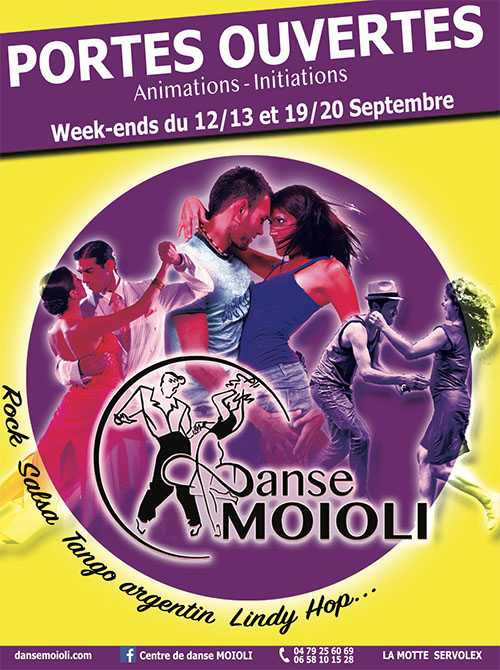 PORTES OUVERTES
Animations - Initiations
Week-ends du 12/13 et 19/20 Septembre
Danse
MOIOLI
Rock Salsa Tango argentin Lindy Hop...
dansemoioli.com f Centre de danse MOIOLI 04 79 25 60 69 LA MOTTE SERVOLEX
06 58 10 15 28